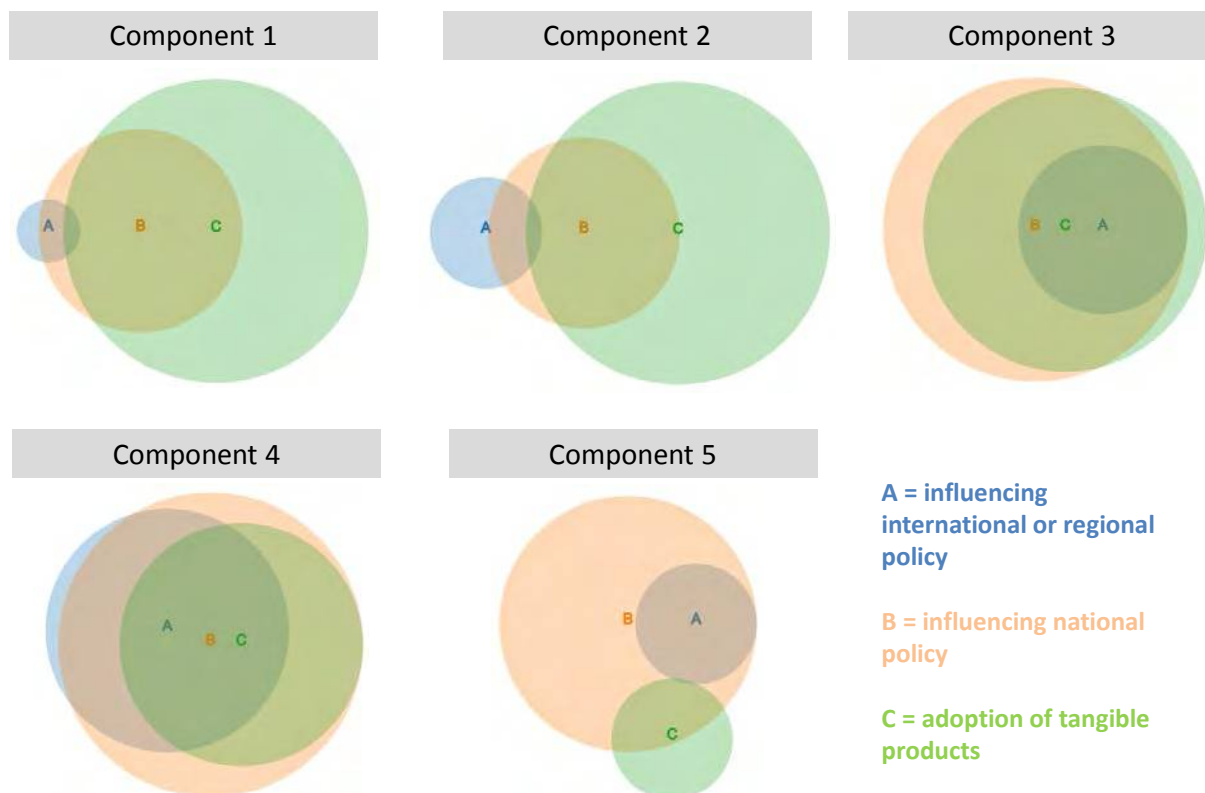 Component 1
Component 2
Component 3
A
B
C
A
B
C
B
C
A
Component 4
Component 5
A
B
C
B
A
C
A = influencing
international or regional
policy
B = influencing national
policy
C = adoption of tangible
products